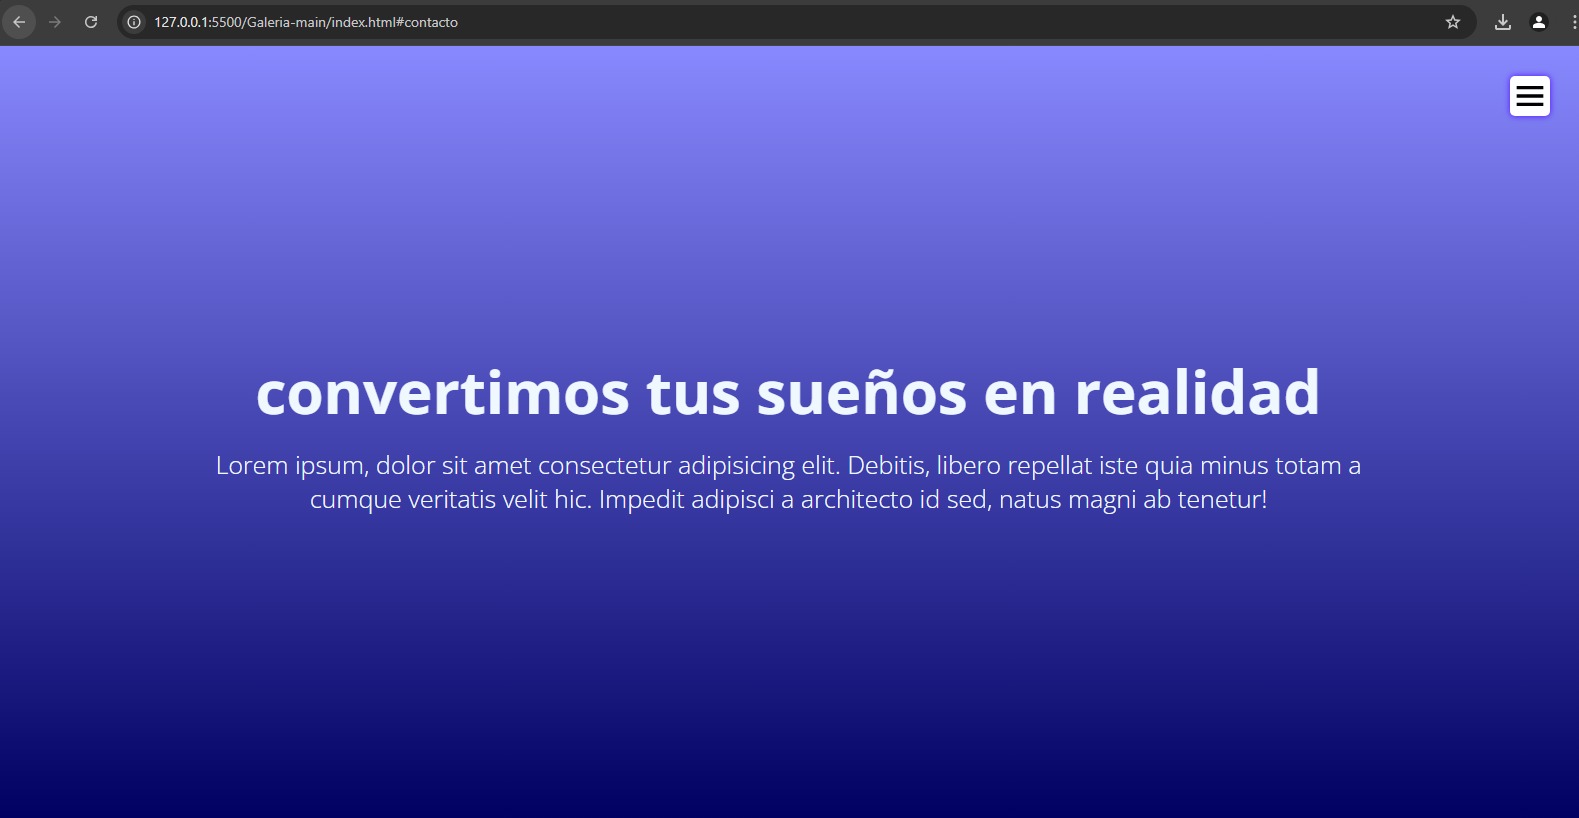 127.0.0.1:5500/Galeria-main/index.html#contacto
convertimos tus sueños en realidad
Lorem ipsum, dolor sit amet consectetur adipisicing elit. Debitis, libero repellat iste quia minus totam a
cumque veritatis velit hic. Impedit adipisci a architecto id sed, natus magni ab tenetur!